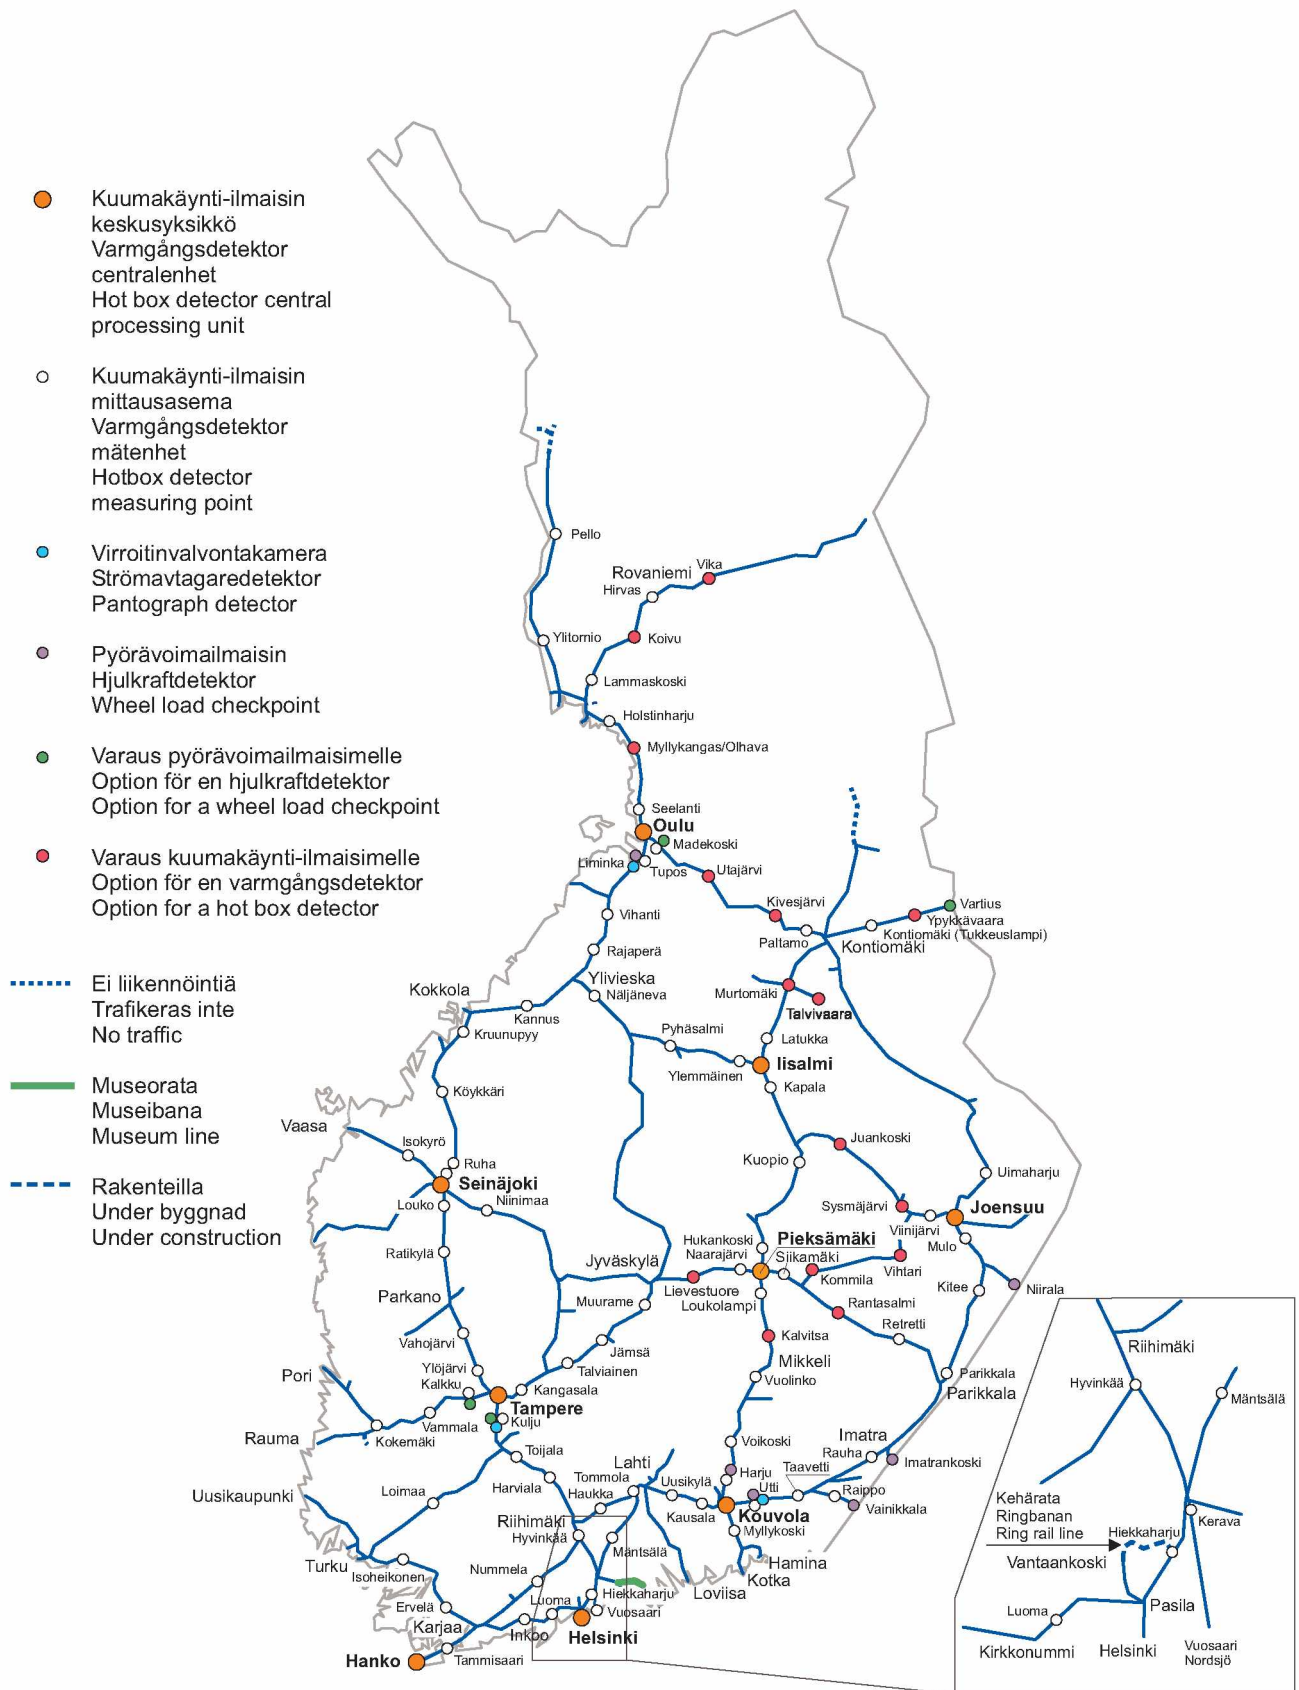 Kuumakäynti-ilmaisin
keskusyksikkö
Varmgångsdetektor
centralenhet
Hot box detector central
processing unit
Kuumakäynti-ilmaisin
mittausasema
Varmgångsdetektor
mätenhet
Hotbox detector
measuring point
Virroitinvalvontakamera
Strömavtagaredetektor
Pantograph detector
Pyörävoimailmaisin
Hjulkraftdetektor
Wheel load checkpoint
Varaus pyörävoimailmaisimelle
Option för en hjulkraftdetektor
Option for a wheel load checkpoint
Varaus kuumakäynti-ilmaisimelle
Option för en varmgångsdetektor
Option for a hot box detector
Ei liikennöintiä
Trafikeras inte
No traffic
Museorata
Museibana
Museum line
Rakenteilla
Under byggnad
Under construction
Pello
Vika
Rovaniemi
Hirvas
Koivu
Ylitornio
Lammaskoski
Holstinharju
Myllykangas/Olhava
Seelanti
Oulu
Madekoski
Liminka
Tupos
Utajärvi
Kivesjärvi
Vartius
Ypykkävaara
Kontiomäki (Tukkeuslampi)
Paltamo
Kontiomäki
Vihanti
Rajaperä
Ylivieska
Näljäneva
Murtomäki
Talvivaara
Kokkola
Kannus
Kruunupyy
Pyhäsalmi
Latukka
Ylemmäinen
Iisalmi
Kapala
Köykkäri
Vaasa
Isokyrö
Ruha
Seinäjoki
Louko
Niinimaa
Juankoski
Kuopio
Uimaharju
Sysmäjärvi
Joensuu
Viinijärvi
Mulo
Hukankoski
Naarajärvi
Pieksämäki
Siikamäki
Ratikylä
Jyväskylä
Kommila
Vihtari
Kitee
Niirala
Lievestuore
Loukolampi
Rantasalmi
Retretti
Parkano
Muurame
Vahojärvi
Jämsä
Kalvitsa
Mikkeli
Vuolinko
Parikkala
Parikkala
Ylöjärvi
Talviainen
Pori
Kalkku
Kangasala
Tampere
Vammala
Kulju
Rauma
Kokemäki
Toijala
Voikoski
Imatra
Rauha
Imatrankoski
Lahti
Harju
Taavetti
Uusikaupunki
Loimaa
Harviala
Tommola
Haukka
Uusikylä
Utti
Raippo
Vainikkala
Riihimäki
Hyvinkää
Kausala
Kouvola
Myllykoski
Mäntsälä
Turku
Isoheikonen
Nummela
Hamina
Kotka
Hiekkaharju
Loviisa
Ervelä
Luoma
Vuosaari
Karjaa
Inkoo
Helsinki
Hanko
Tammisaari
Riihimäki
Hyvinkää
Mäntsälä
Kehärata
Ringbanan
Ring rail line
Kerava
Hiekkaharju
Vantaankoski
Luoma
Pasila
Kirkkonummi
Helsinki
Vuosaari
Nordsjö